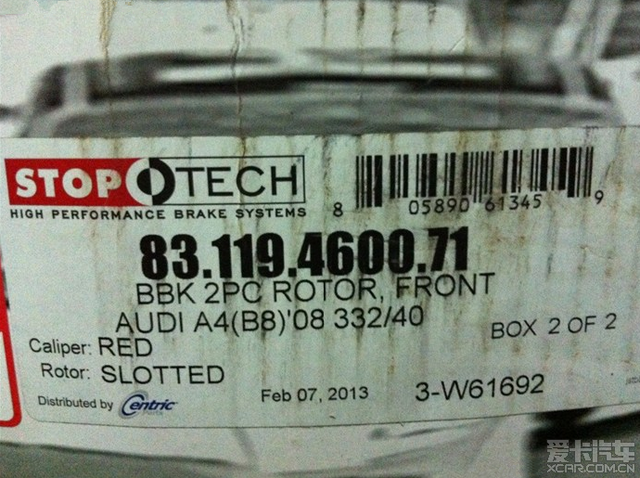 STOPTECH
HIGH PERFORMANCE BRAKE SYSTEMS
8 05890 61345 9
83.119.4600.71
BBK 2PC ROTOR, FRONT
AUDI A4(B8)'08 332/40
BOX 2 OF 2
Caliper: RED
Rotor: SLOTTED
Feb 07, 2013
3-W61692
Distributed by Centric Parts
爱卡汽车
XCAR.COM.CN